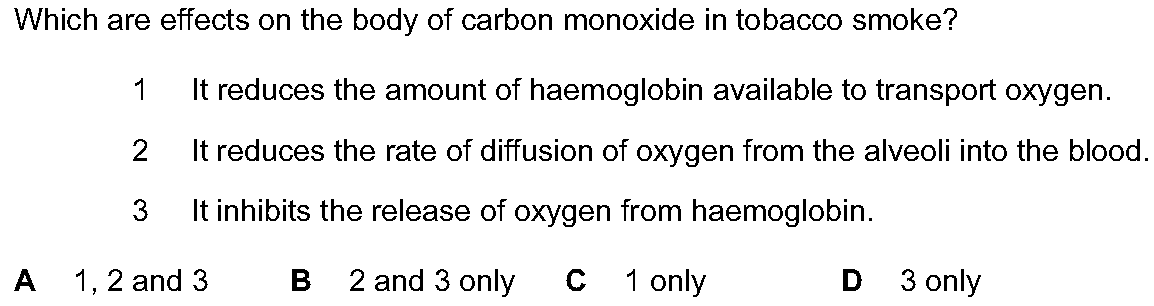 Which are effects on the body of carbon monoxide in tobacco smoke?
1 It reduces the amount of haemoglobin available to transport oxygen.
2 It reduces the rate of diffusion of oxygen from the alveoli into the blood.
3 It inhibits the release of oxygen from haemoglobin.
A 1, 2 and 3 B 2 and 3 only C 1 only D 3 only